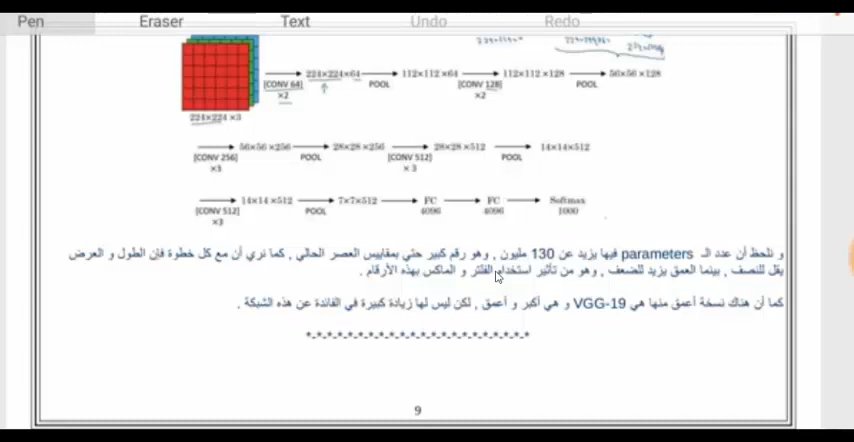 Pen Eraser Text Undo Redo
[CONV 64] ×2 224×224×64 POOL 112×112 ×64 [CONV 128] ×2 112×112 ×128 POOL 56×56 ×128
224×224 ×3
[CONV 256] ×3 56×56 ×256 POOL 28×28 ×256 [CONV 512] ×3 28×28 ×512 POOL 14×14×512
[CONV 512] ×3 14×14 ×512 POOL 7×7×512 FC 4096 FC 4096 Softmax 1000
و نلحظ أن عدد الـ parameters فيها يزيد عن 130 مليون , وهو رقم كبير حتي بمقاييس العصر الحالي , كما نري أن مع كل خطوة فإن الطول و العرض
يقل للنصف , بينما العمق يزيد للضعف , وهو من تأثير استخدام الفلتر و الماكس بهذه الأرقام .
كما أن هناك نسخة أعمق منها هي VGG-19 و هي أكبر و أعمق , لكن ليس لها زيادة كبيرة في الفائدة عن هذه الشبكة .
*-*-*-*-*-*-*-*-*-*-*-*-*-*-*-*-*-*-*-*-*-*
9